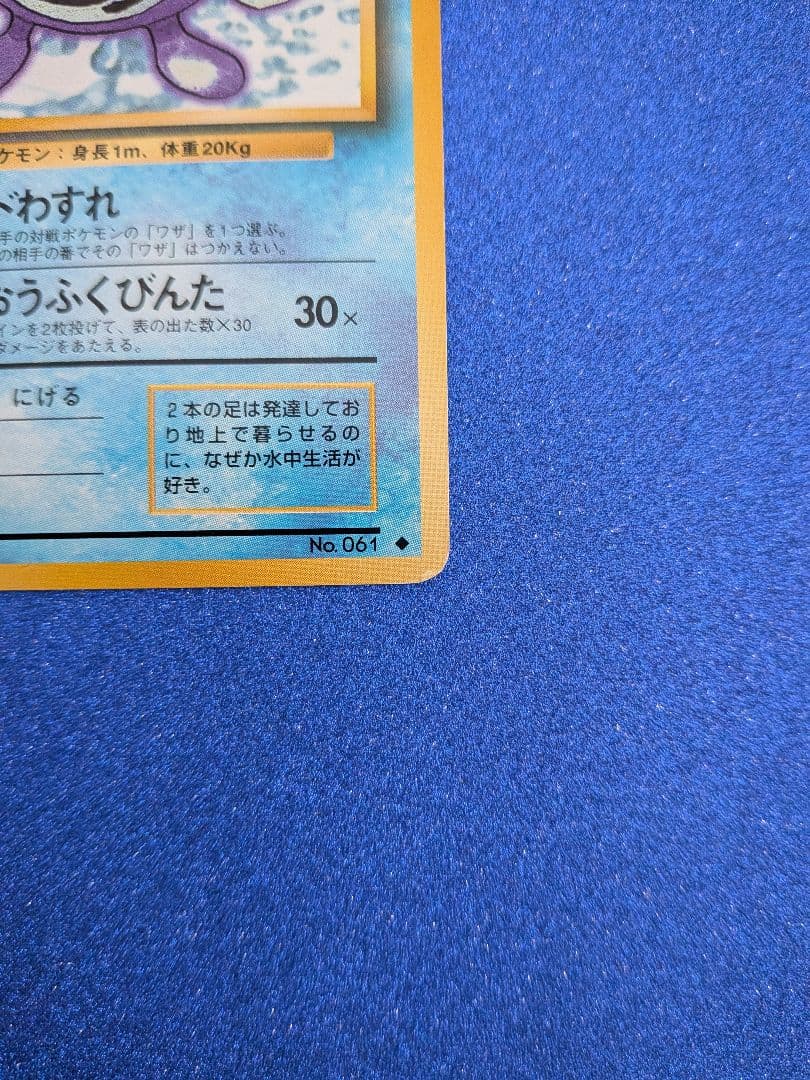 ケモン：身長1m、体重20Kg
ドわすれ
手の対戦ポケモンの「ワザ」を1つ選ぶ。
の相手の番でその「ワザ」はつかえない。
おうふくびんた 30×
インを2枚投げて、表の出た数×30
ダメージをあたえる。
にげる
２本の足は発達してお
り地上で暮らせるの
に、なぜか水中生活が
好き。
No. 061 ◆